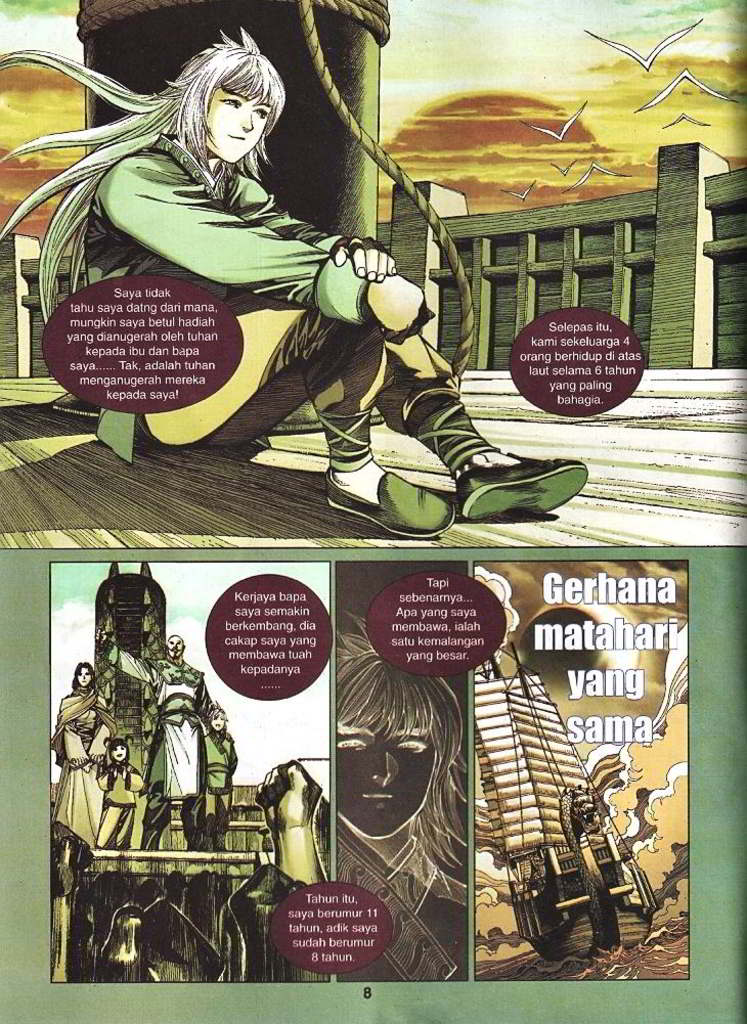 Saya tidak
tahu saya datng dari mana,
mungkin saya betul hadiah
yang dianugerah oleh tuhan
kepada ibu dan bapa
saya...... Tak, adalah tuhan
menganugerah mereka
kepada saya!
Selepas itu,
kami sekeluarga 4
orang berhidup di atas
laut selama 6 tahun
yang paling
bahagia.
Kerjaya bapa
saya semakin
berkembang, dia
cakap saya yang
membawa tuah
kepadanya
......
Tahun itu,
saya berumur 11
tahun, adik saya
sudah berumur
8 tahun.
Tapi
sebenarnya...
Apa yang saya
membawa, ialah
satu kemalangan
yang besar.
Gerhana
matahari
yang
sama
8